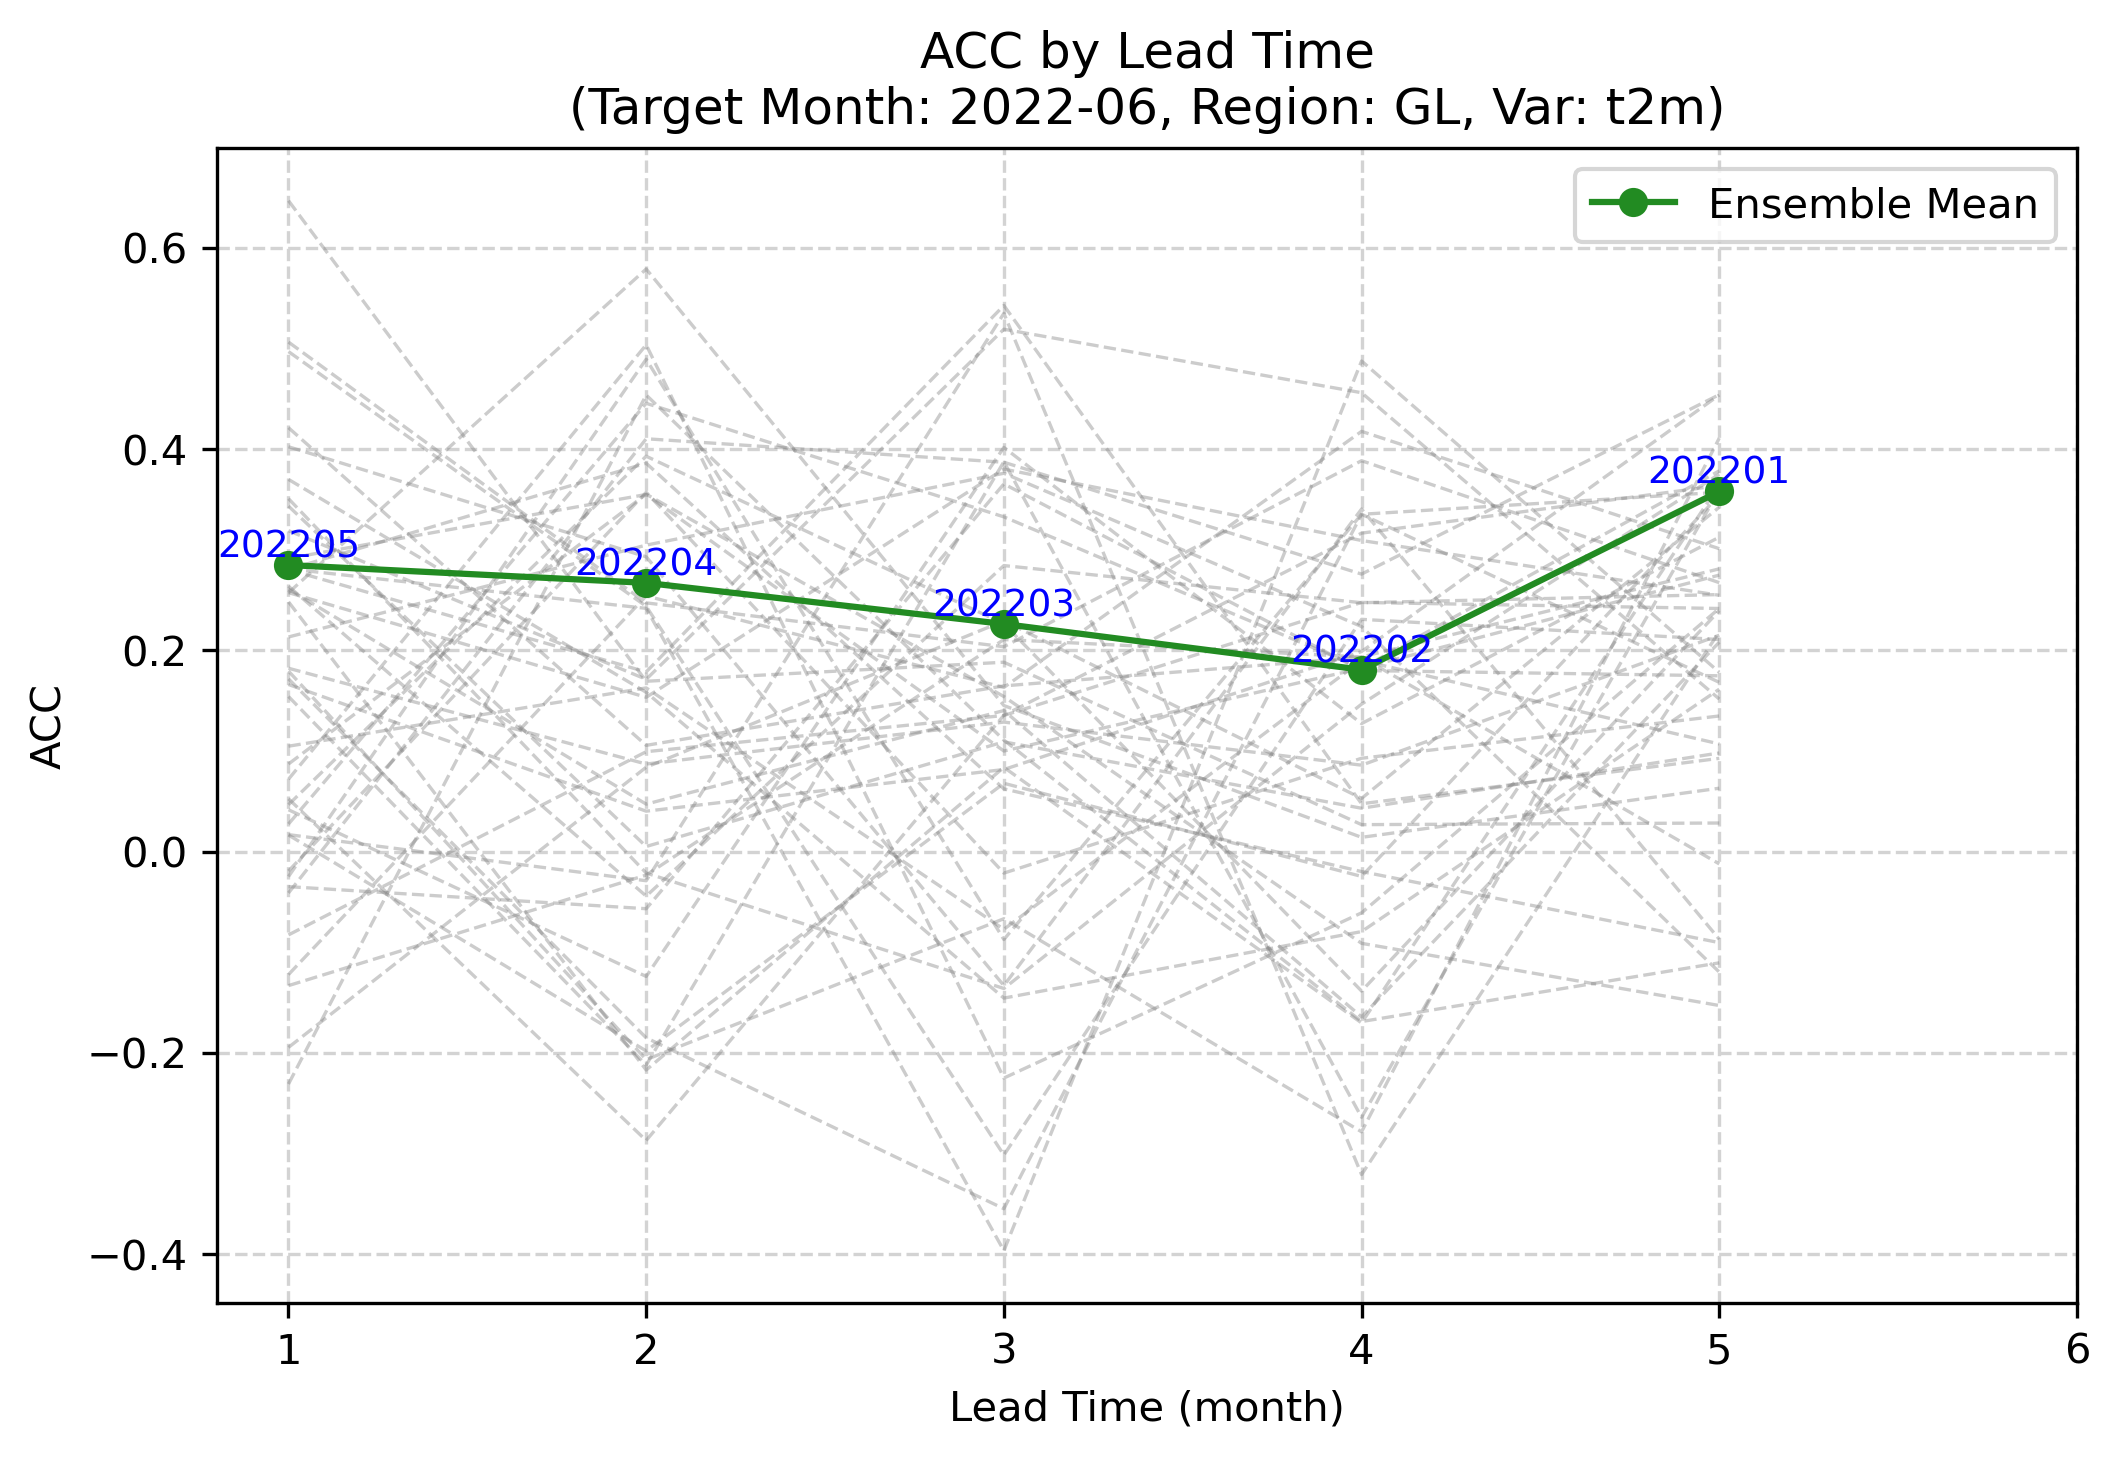 ACC by Lead Time
(Target Month: 2022-06, Region: GL, Var: t2m)
Ensemble Mean
0.6
0.4
0.2
0.0
−0.2
−0.4
ACC
202205
202204
202203
202202
202201
1 2 3 4 5 6
Lead Time (month)